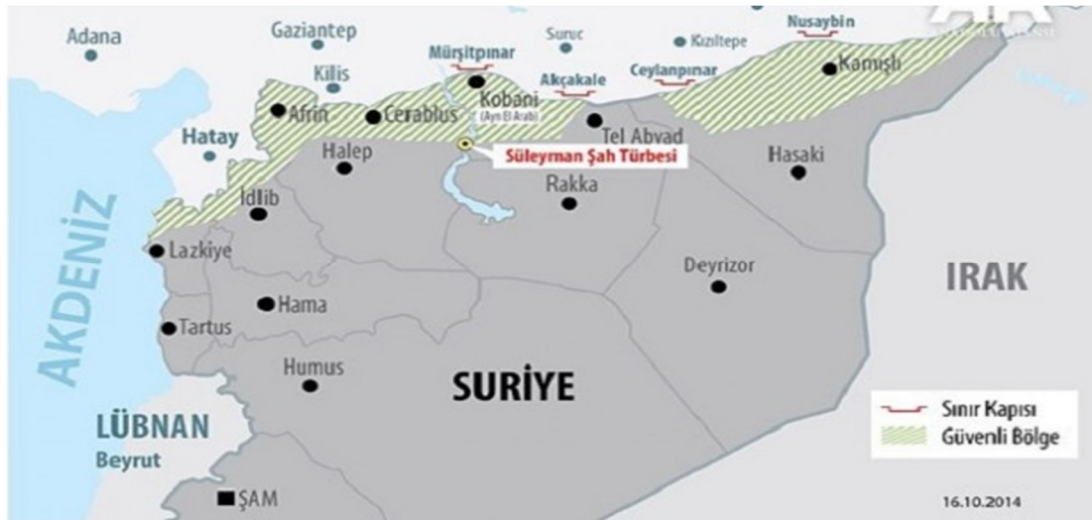 Adana
Gaziantep
Suruc
Kızıltepe
Nusaybin
Kilis
Mürşitpınar
Akçakale
Ceylanpınar
Kamışlı
Afrin
Cerablus
Kobani
(Ayn El Arab)
Tel Abyad
Hatay
Halep
Süleyman Şah Türbesi
Hasaki
İdlib
Rakka
AKDENİZ
Lazkiye
Deyrizor
IRAK
Hama
Tartus
Humus
SURİYE
LÜBNAN
Beyrut
Sınır Kapısı
Güvenli Bölge
ŞAM
16.10.2014